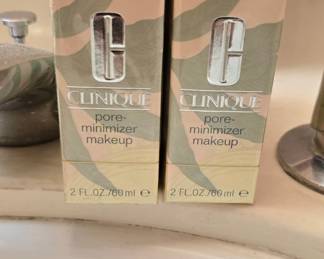 CLINIQUE
pore-
minimizer
makeup
2 FL.OZ./60ml ℮
CLINIQUE
pore-
minimizer
makeup
2 FL.OZ./60ml ℮